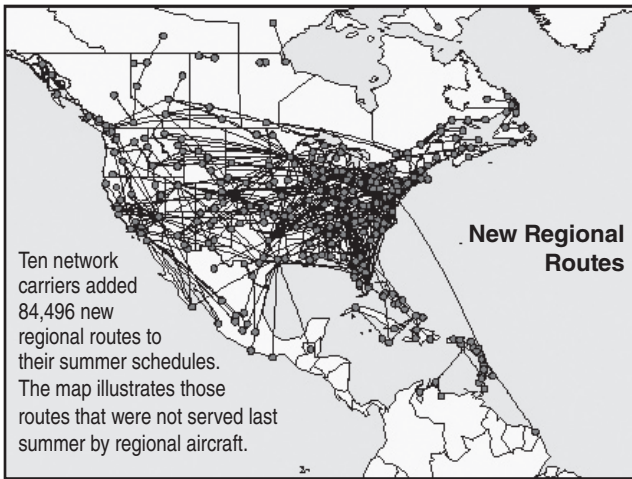 New Regional
Routes
Ten network
carriers added
84,496 new
regional routes to
their summer schedules.
The map illustrates those
routes that were not served last
summer by regional aircraft.